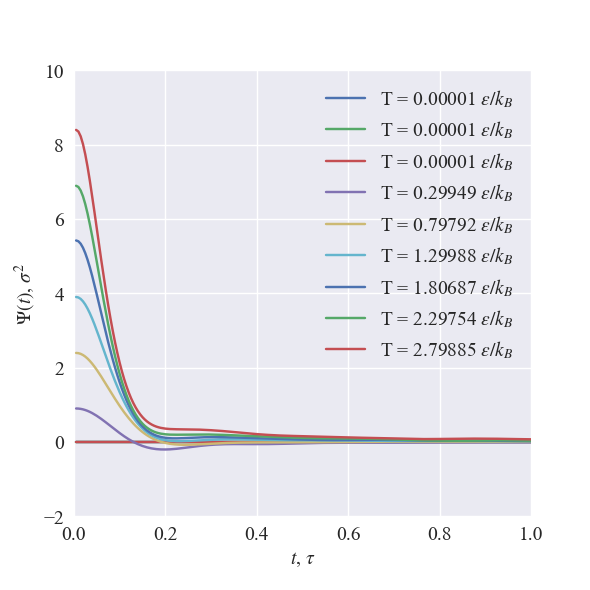 10
8
6
4
2
0
−2
Ψ(t), σ²
T = 0.00001 ε/k_B
T = 0.00001 ε/k_B
T = 0.00001 ε/k_B
T = 0.29949 ε/k_B
T = 0.79792 ε/k_B
T = 1.29988 ε/k_B
T = 1.80687 ε/k_B
T = 2.29754 ε/k_B
T = 2.79885 ε/k_B
0.0 0.2 0.4 0.6 0.8 1.0
t, τ